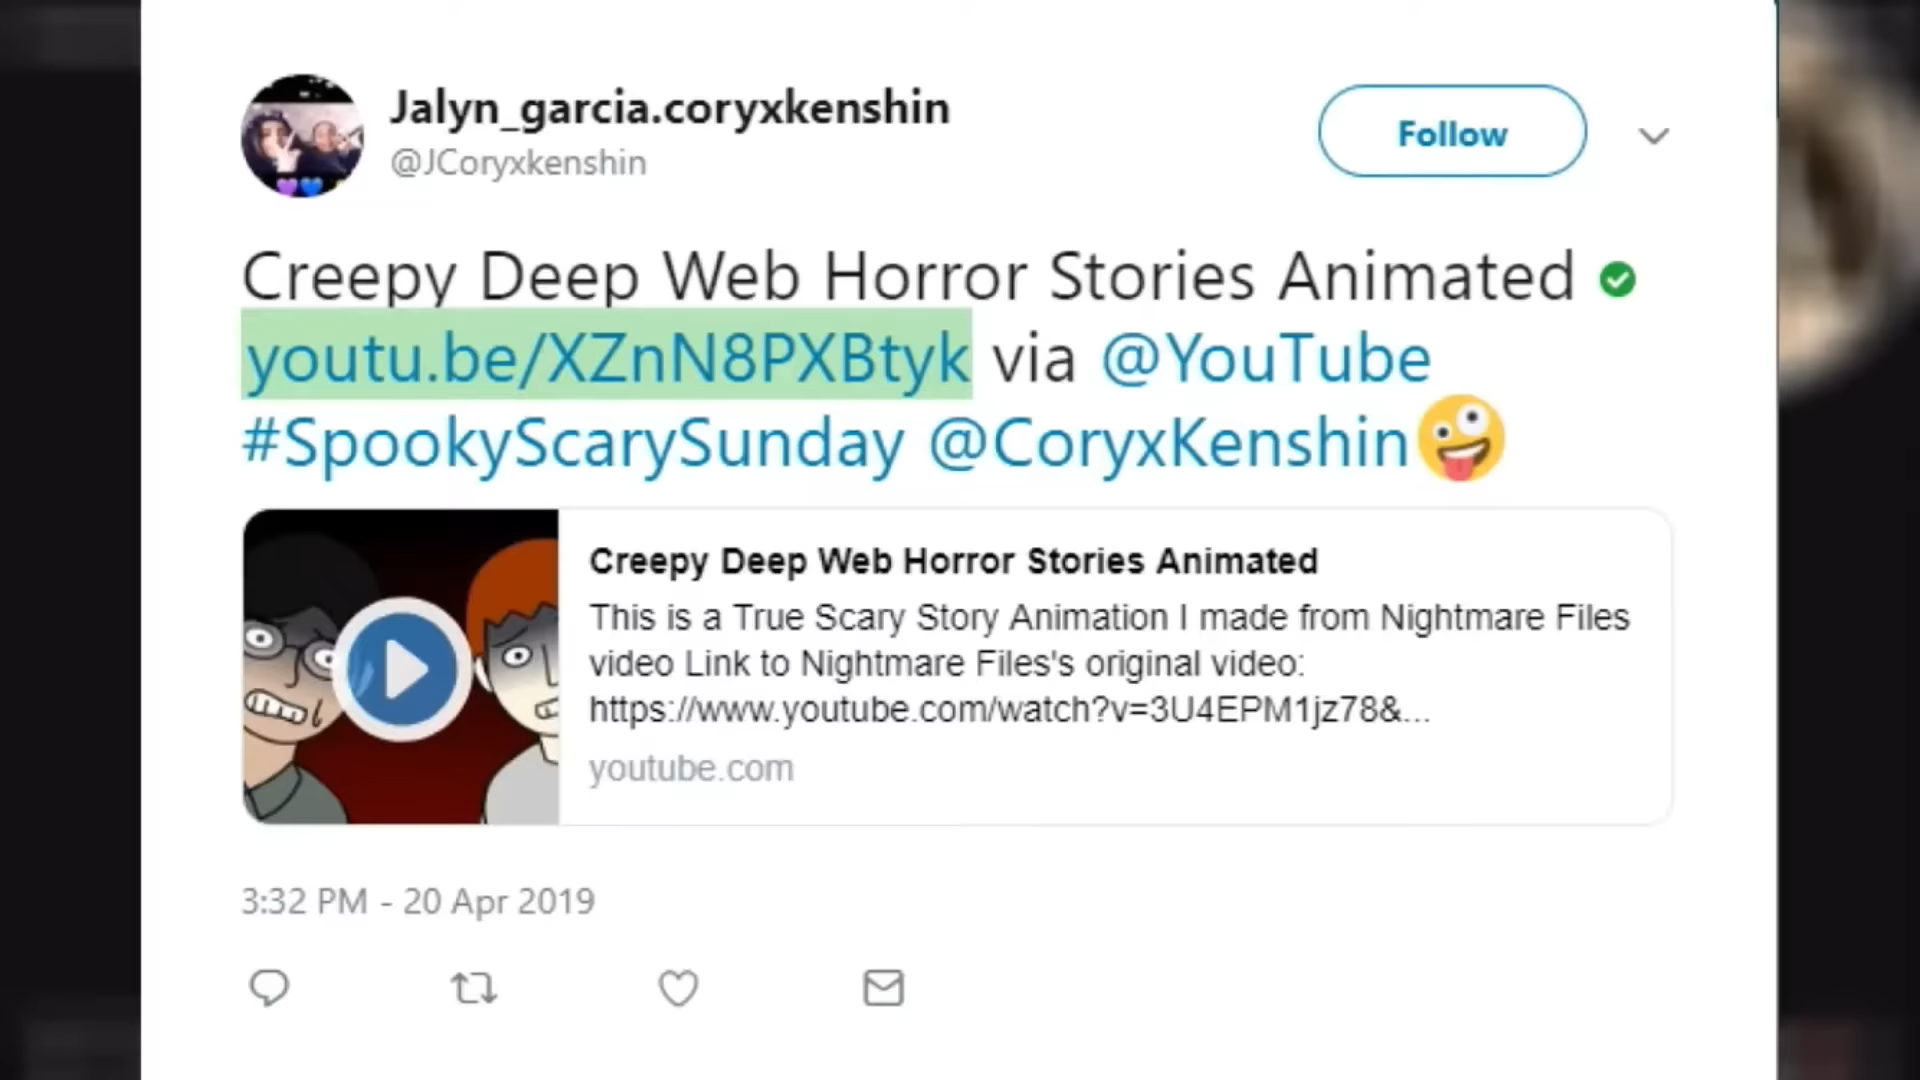 Jalyn_garcia.coryxkenshin
@JCoryxkenshin
Follow
Creepy Deep Web Horror Stories Animated
youtu.be/XZnN8PXBtyk via @YouTube
#SpookyScarySunday @CoryxKenshin🤪
Creepy Deep Web Horror Stories Animated
This is a True Scary Story Animation I made from Nightmare Files
video Link to Nightmare Files's original video:
https://www.youtube.com/watch?v=3U4EPM1jz78&...
youtube.com
3:32 PM - 20 Apr 2019